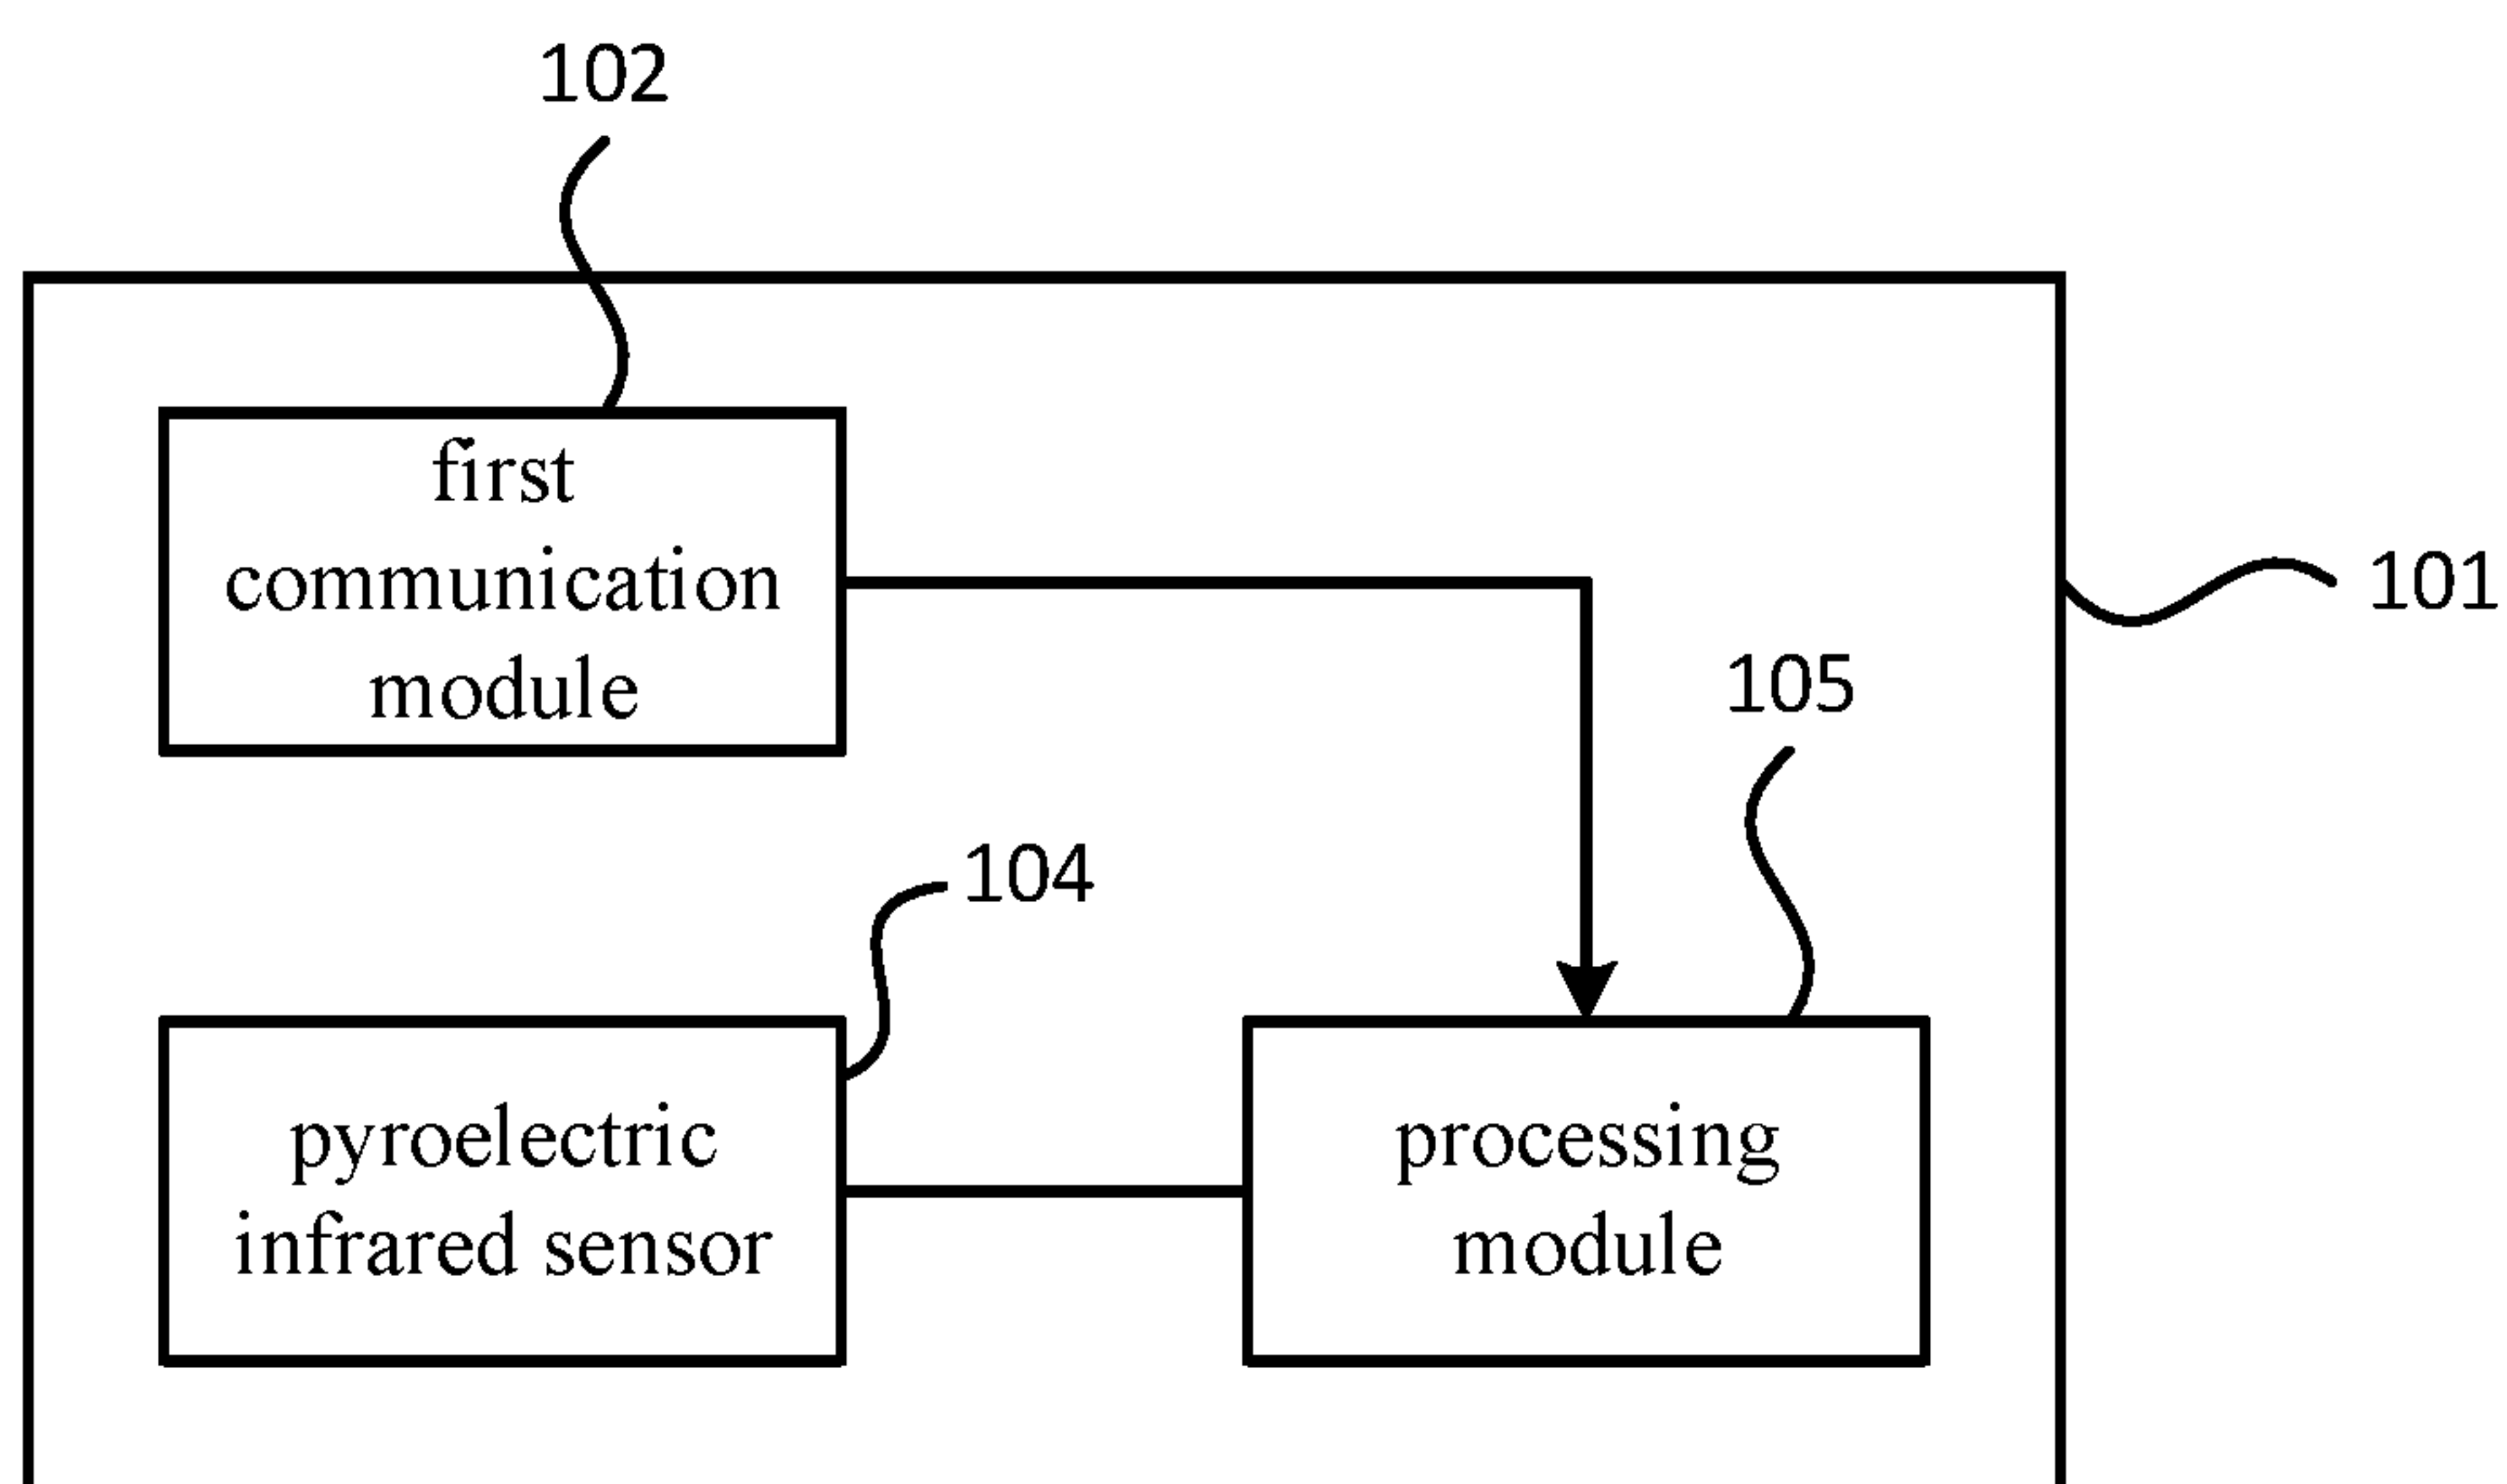 102
first
communication
module
101
105
104
pyroelectric
infrared sensor
processing
module